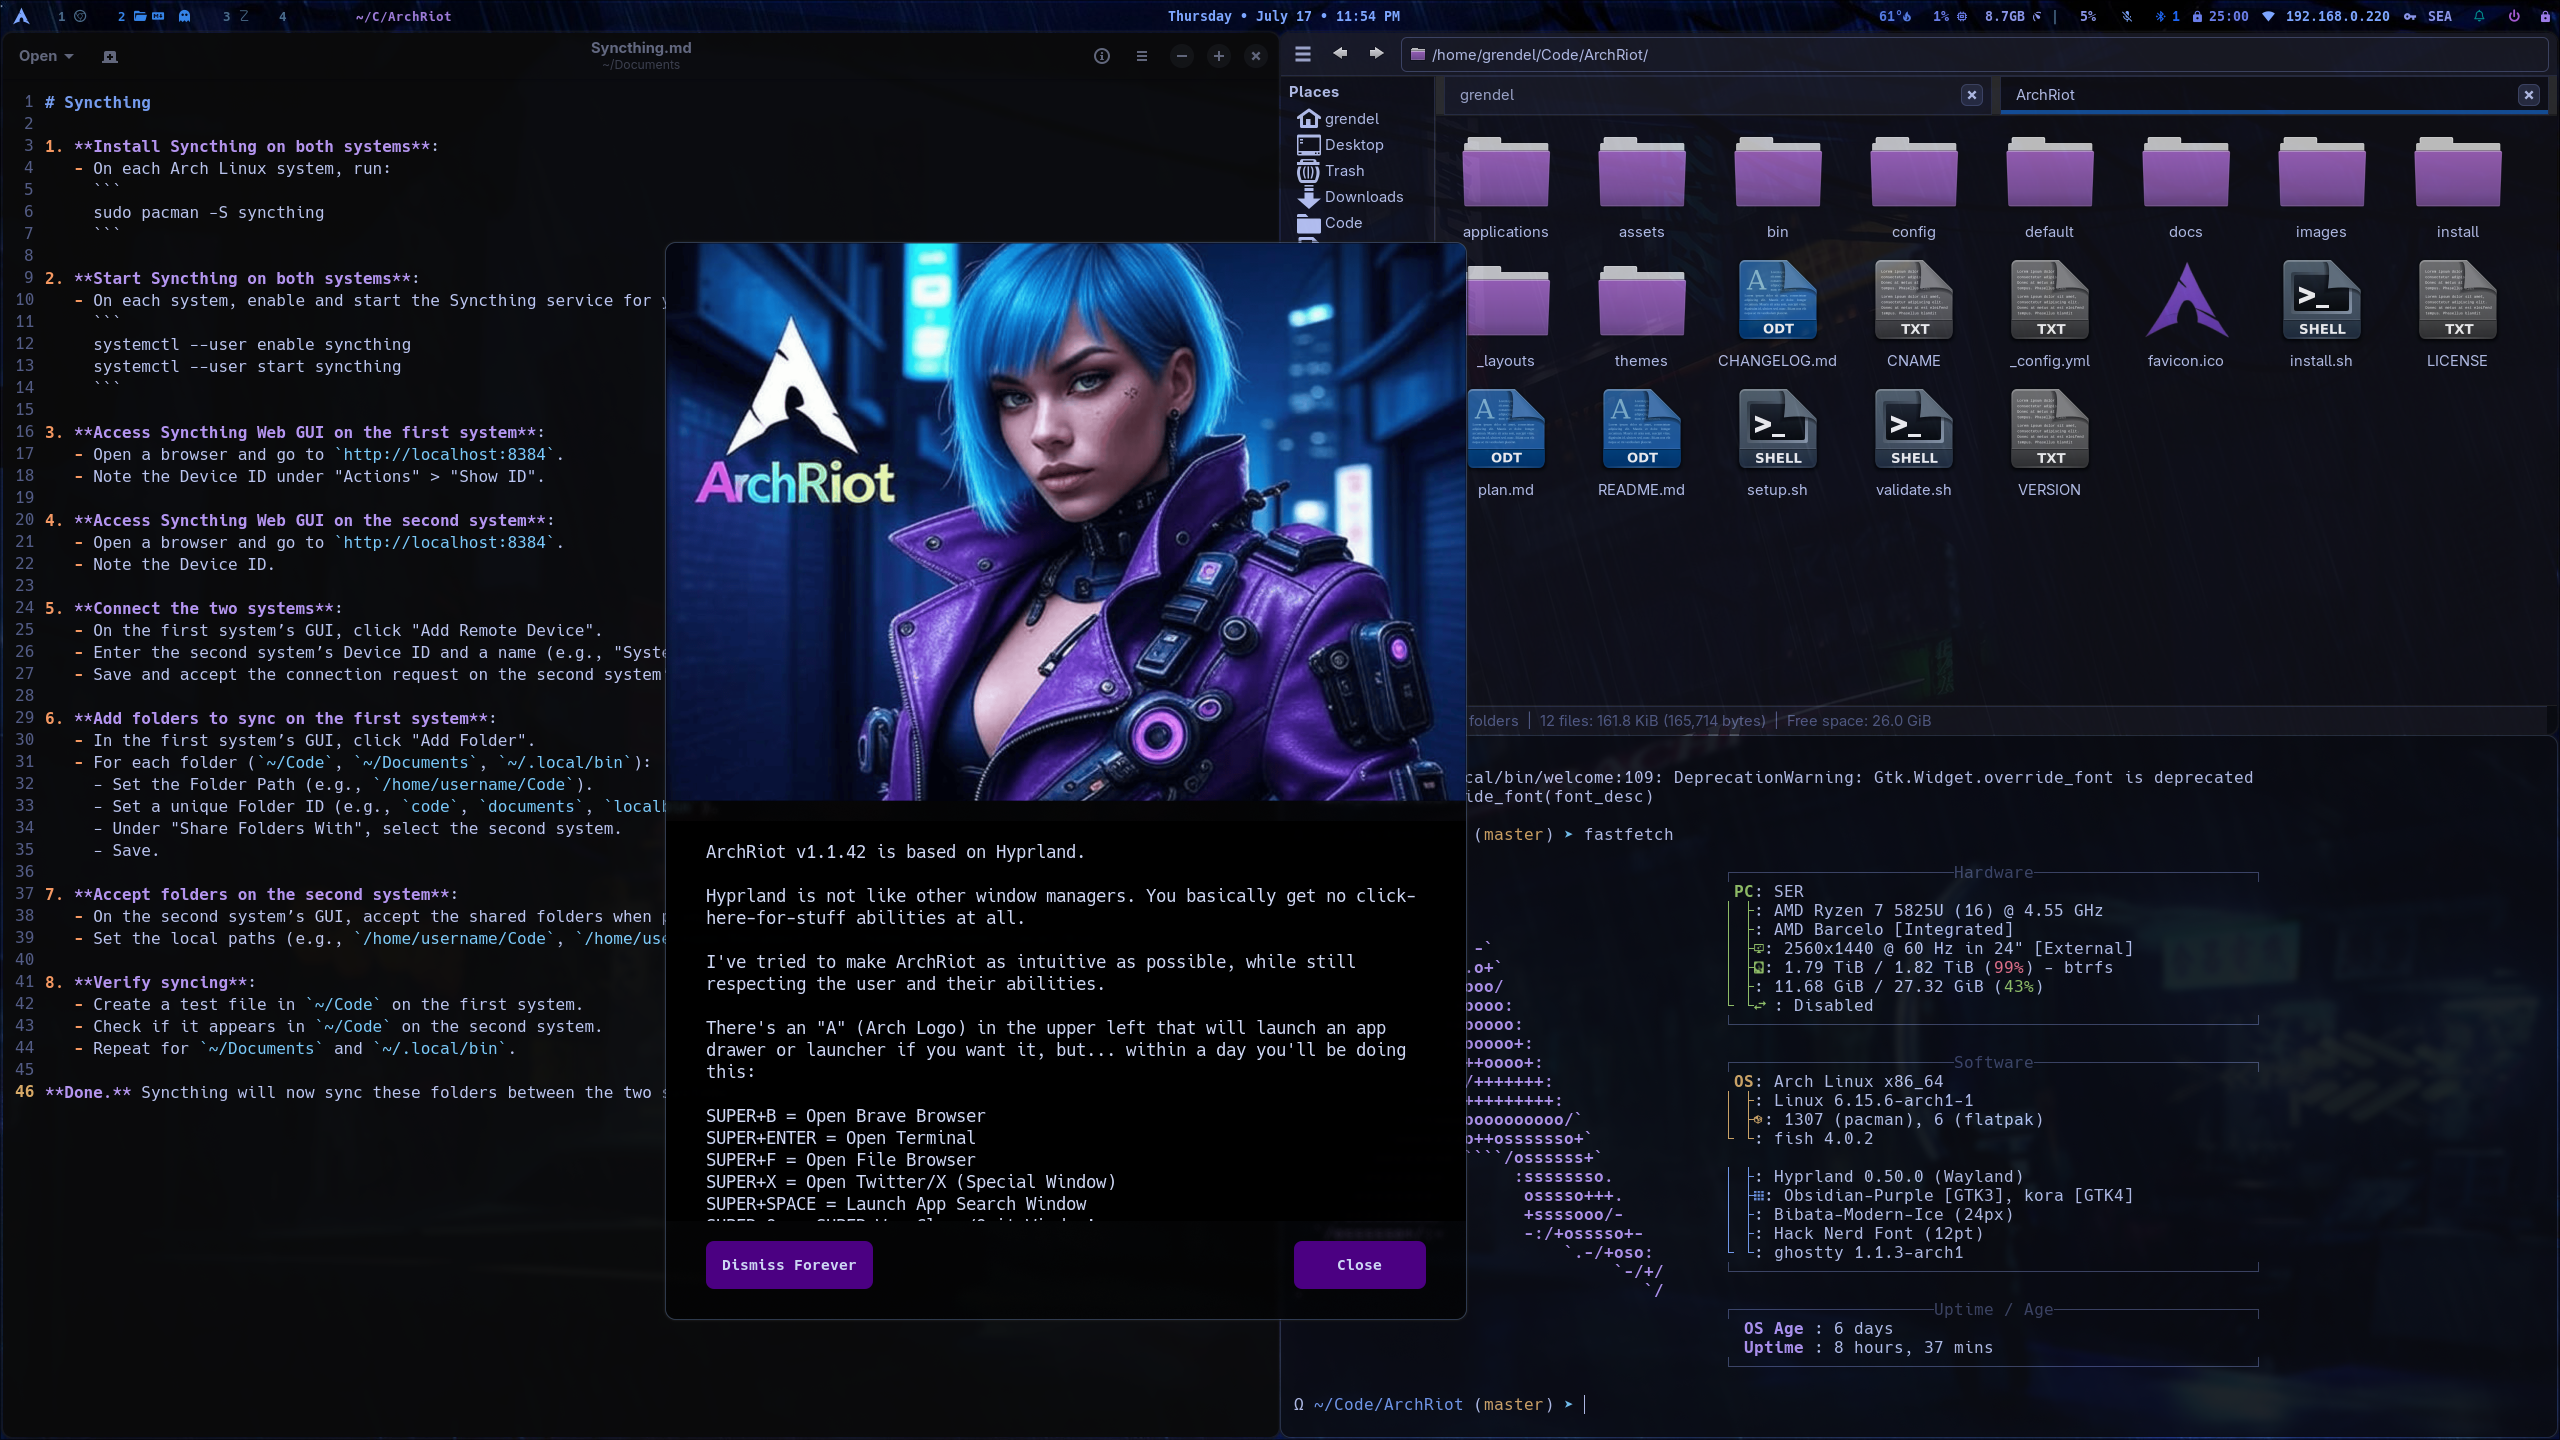 1 2 3 4 ~/C/ArchRiot
Thursday • July 17 • 11:54 PM
61° 1% 8.7GB | 5% 1 25:00 192.168.0.220 SEA
Open
Syncthing.md
~/Documents
1 # Syncthing
2
3 1. **Install Syncthing on both systems**:
4 - On each Arch Linux system, run:
5 ```
6 sudo pacman -S syncthing
7 ```
8
9 2. **Start Syncthing on both systems**:
10 - On each system, enable and start the Syncthing service for
11 ```
12 systemctl --user enable syncthing
13 systemctl --user start syncthing
14 ```
15
16 3. **Access Syncthing Web GUI on the first system**:
17 - Open a browser and go to `http://localhost:8384`.
18 - Note the Device ID under "Actions" > "Show ID".
19
20 4. **Access Syncthing Web GUI on the second system**:
21 - Open a browser and go to `http://localhost:8384`.
22 - Note the Device ID.
23
24 5. **Connect the two systems**:
25 - On the first system’s GUI, click "Add Remote Device".
26 - Enter the second system’s Device ID and a name (e.g., "Syste
27 - Save and accept the connection request on the second system
28
29 6. **Add folders to sync on the first system**:
30 - In the first system’s GUI, click "Add Folder".
31 - For each folder (`~/Code`, `~/Documents`, `~/.local/bin`):
32 - Set the Folder Path (e.g., `/home/username/Code`).
33 - Set a unique Folder ID (e.g., `code`, `documents`, `localb
34 - Under "Share Folders With", select the second system.
35 - Save.
36
37 7. **Accept folders on the second system**:
38 - On the second system’s GUI, accept the shared folders when
39 - Set the local paths (e.g., `/home/username/Code`, `/home/use
40
41 8. **Verify syncing**:
42 - Create a test file in `~/Code` on the first system.
43 - Check if it appears in `~/Code` on the second system.
44 - Repeat for `~/Documents` and `~/.local/bin`.
45
46 **Done.** Syncthing will now sync these folders between the two
ArchRiot
ArchRiot v1.1.42 is based on Hyprland.
Hyprland is not like other window managers. You basically get no click-
here-for-stuff abilities at all.
I've tried to make ArchRiot as intuitive as possible, while still
respecting the user and their abilities.
There's an "A" (Arch Logo) in the upper left that will launch an app
drawer or launcher if you want it, but... within a day you'll be doing
this:
SUPER+B = Open Brave Browser
SUPER+ENTER = Open Terminal
SUPER+F = Open File Browser
SUPER+X = Open Twitter/X (Special Window)
SUPER+SPACE = Launch App Search Window
Dismiss Forever
Close
/home/grendel/Code/ArchRiot/
Places
grendel
Desktop
Trash
Downloads
Code
grendel
ArchRiot
applications assets bin config default docs images install
ODT TXT TXT SHELL TXT
_layouts themes CHANGELOG.md CNAME _config.yml favicon.ico install.sh LICENSE
ODT ODT SHELL SHELL TXT
plan.md README.md setup.sh validate.sh VERSION
folders | 12 files: 161.8 KiB (165,714 bytes) | Free space: 26.0 GiB
cal/bin/welcome:109: DeprecationWarning: Gtk.Widget.override_font is deprecated
ide_font(font_desc)
(master) ➤ fastfetch
Hardware
PC: SER
: AMD Ryzen 7 5825U (16) @ 4.55 GHz
: AMD Barcelo [Integrated]
: 2560x1440 @ 60 Hz in 24" [External]
: 1.79 TiB / 1.82 TiB (99%) - btrfs
: 11.68 GiB / 27.32 GiB (43%)
: Disabled
Software
OS: Arch Linux x86_64
: Linux 6.15.6-arch1-1
: 1307 (pacman), 6 (flatpak)
: fish 4.0.2
: Hyprland 0.50.0 (Wayland)
: Obsidian-Purple [GTK3], kora [GTK4]
: Bibata-Modern-Ice (24px)
: Hack Nerd Font (12pt)
: ghostty 1.1.3-arch1
Uptime / Age
OS Age : 6 days
Uptime : 8 hours, 37 mins
-`
.o+`
ooo/
oooo:
ooooo:
ooooo+:
++oooo+:
/+++++++:
+++++++++:
ooooooooo/`
o++osssssso+`
````/ossssss+`
:ssssssso.
osssso+++.
+ssssooo/-
-:/+osssso+-
`.-/+oso:
`-/+/
`/
Ω ~/Code/ArchRiot (master) ➤